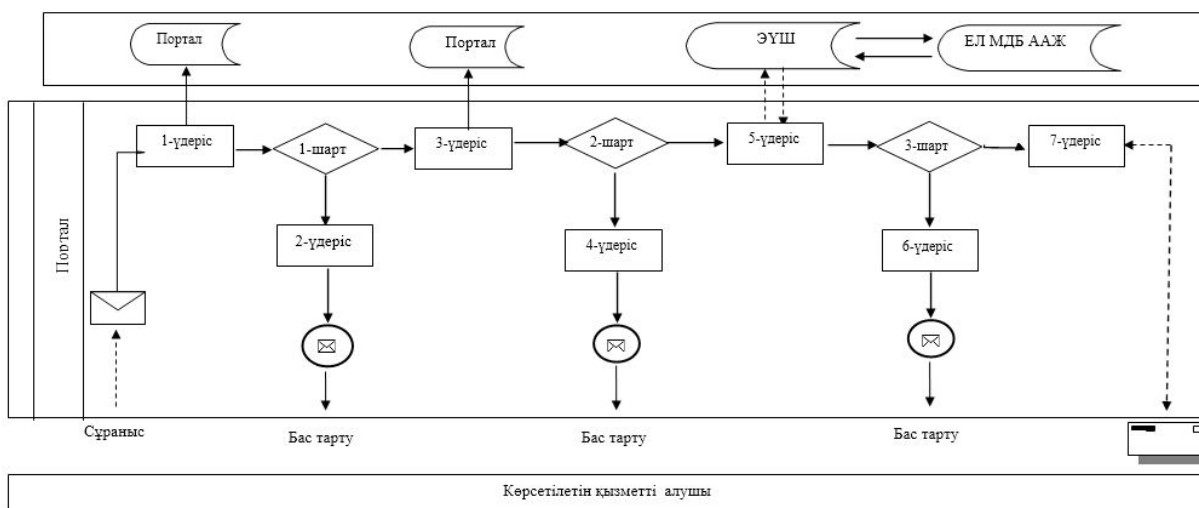 Портал
Портал
ЭҮШ
ЕЛ МДБ ААЖ
1-үдеріс
1-шарт
3-үдеріс
2-шарт
5-үдеріс
3-шарт
7-үдеріс
Портал
2-үдеріс
4-үдеріс
6-үдеріс
Сұраныс
Бас тарту
Бас тарту
Бас тарту
Көрсетілетін қызметті алушы